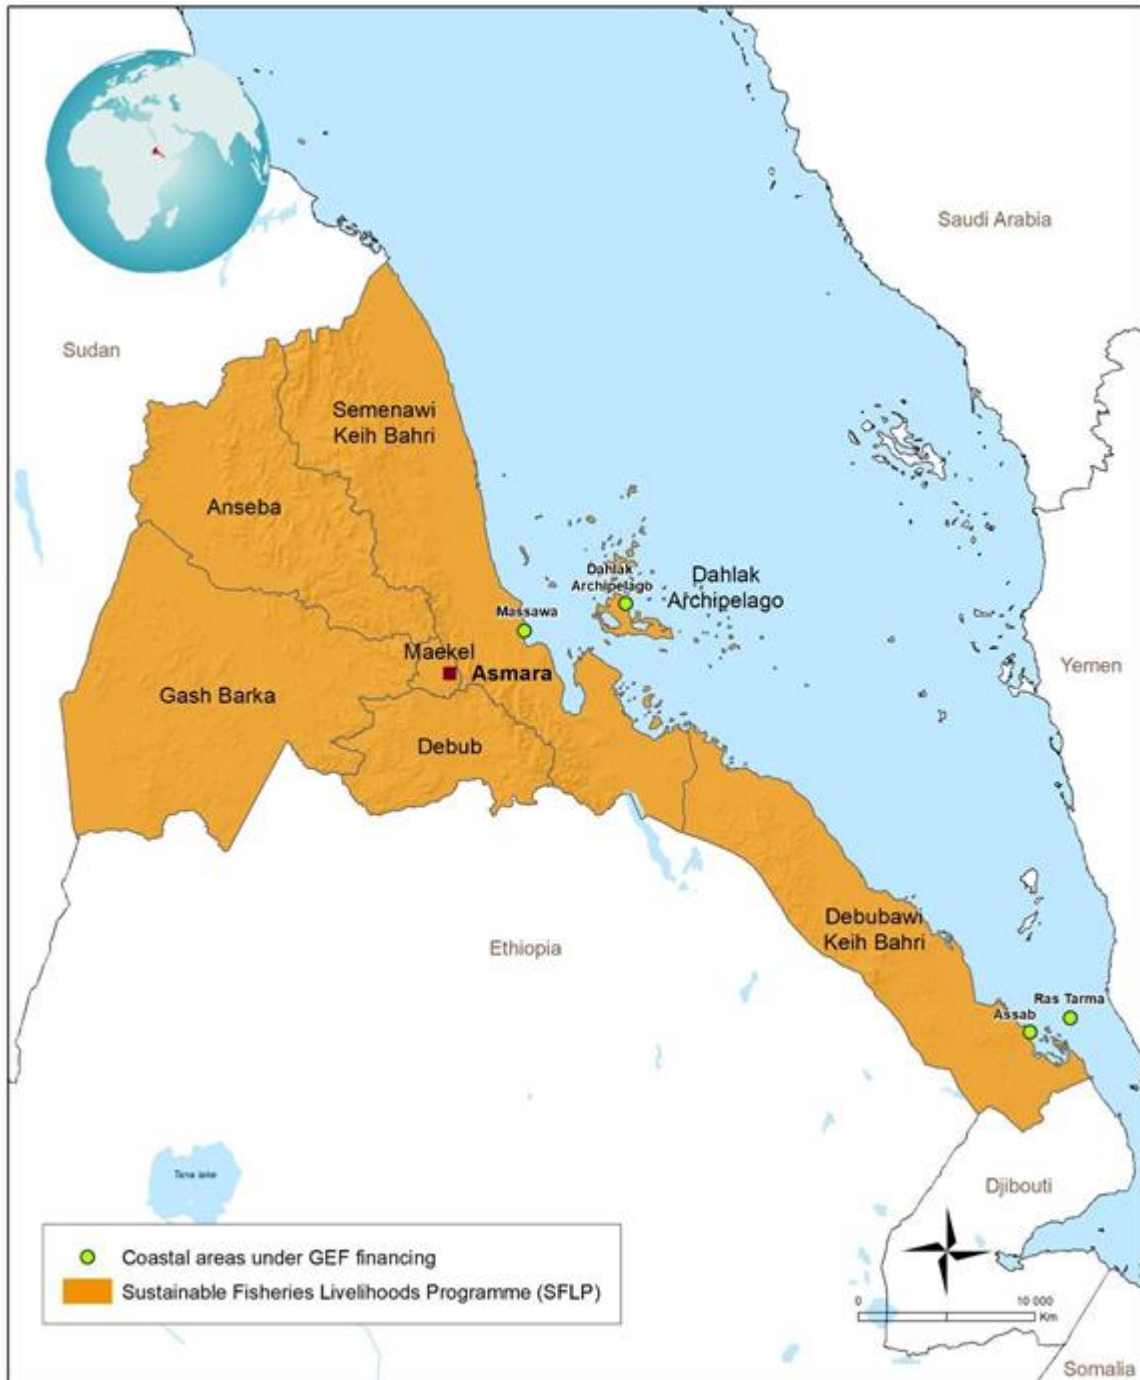 Saudi Arabia
Sudan
Semenawi
Keih Bahri
Anseba
Dahlak
Archipelago
Dahlak
Archipelago
Massawa
Maekel
Asmara
Yemen
Gash Barka
Debub
Debubawi
Keih Bahri
Ethiopia
Ras Tarma
Assab
Tana lake
Djibouti
Coastal areas under GEF financing
Sustainable Fisheries Livelihoods Programme (SFLP)
0 10 000
Km
Somalia